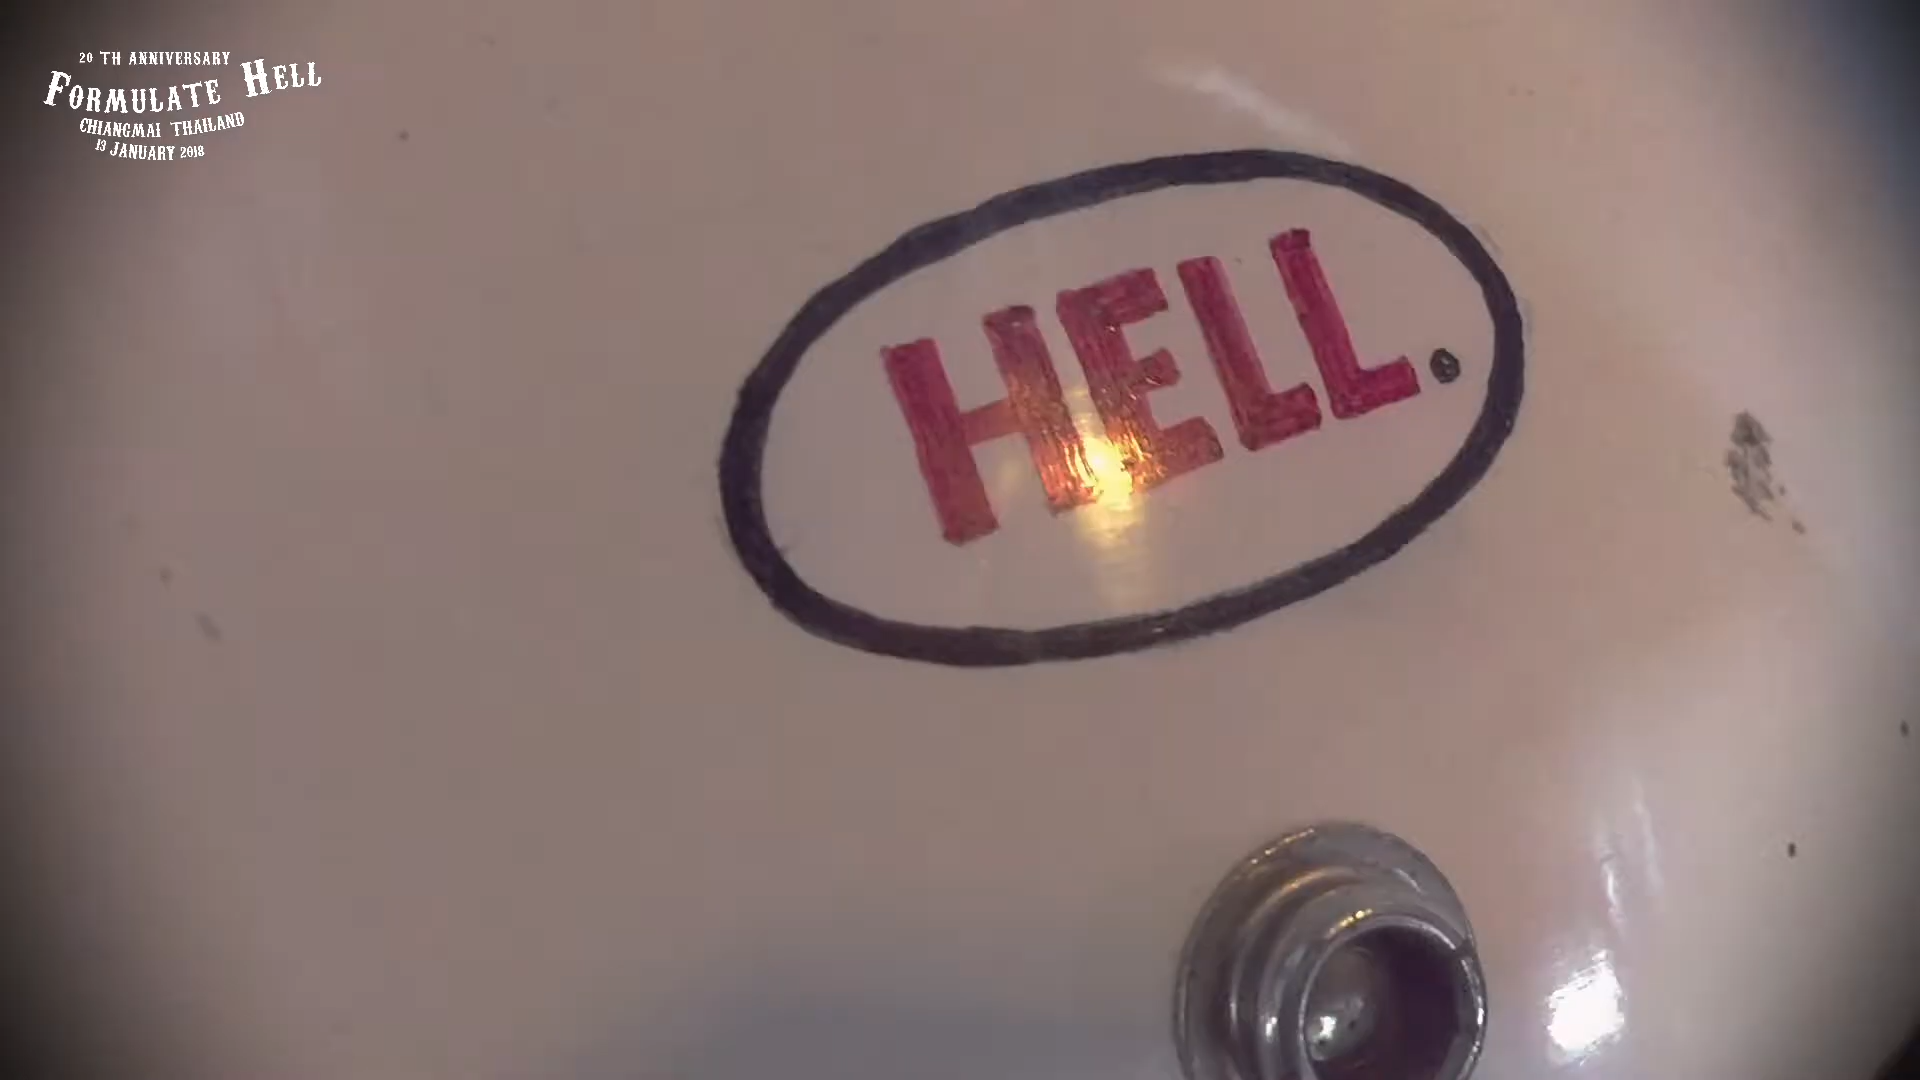 20 TH ANNIVERSARY
FORMULATE HELL
CHIANGMAI THAILAND
13 JANUARY 2018
HELL.